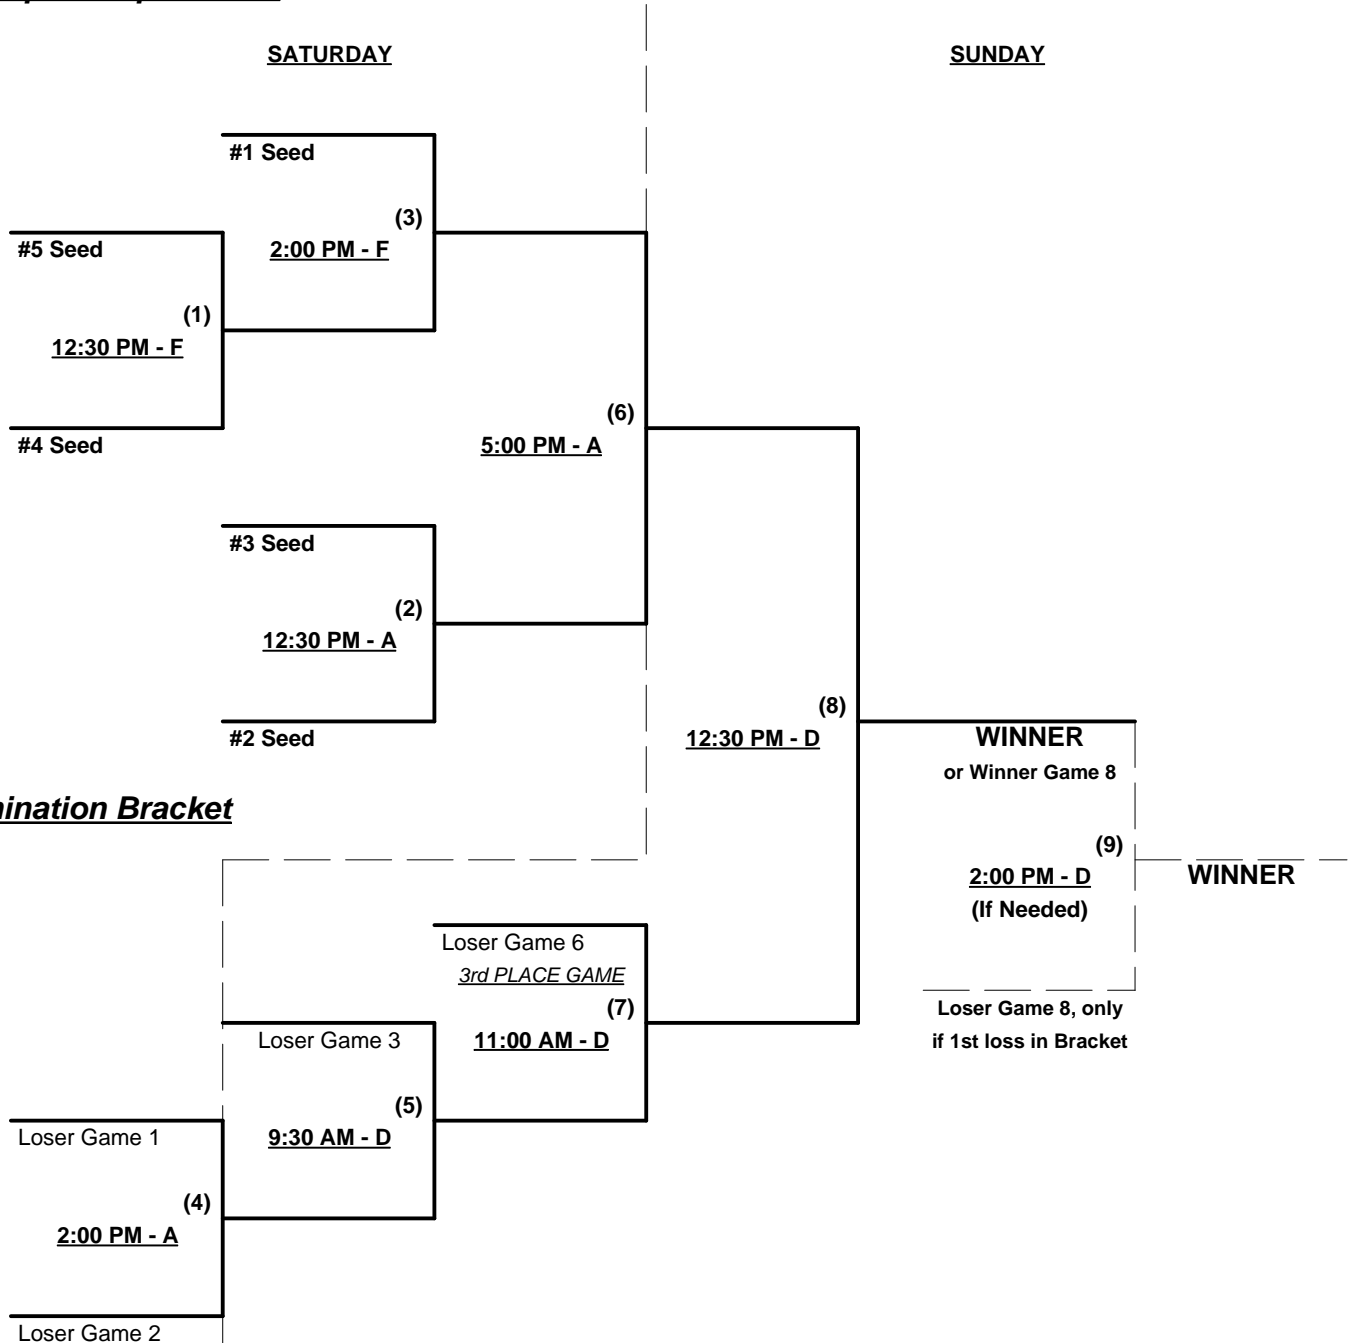 SATURDAY
SUNDAY
#1 Seed
(3)
2:00 PM - F
#5 Seed
(1)
12:30 PM - F
#4 Seed
(6)
5:00 PM - A
#3 Seed
(2)
12:30 PM - A
#2 Seed
(8)
12:30 PM - D
WINNER
or Winner Game 8
mination Bracket
(9)
2:00 PM - D
(If Needed)
WINNER
Loser Game 6
3rd PLACE GAME
(7)
11:00 AM - D
Loser Game 8, only
if 1st loss in Bracket
Loser Game 3
(5)
9:30 AM - D
Loser Game 1
(4)
2:00 PM - A
Loser Game 2